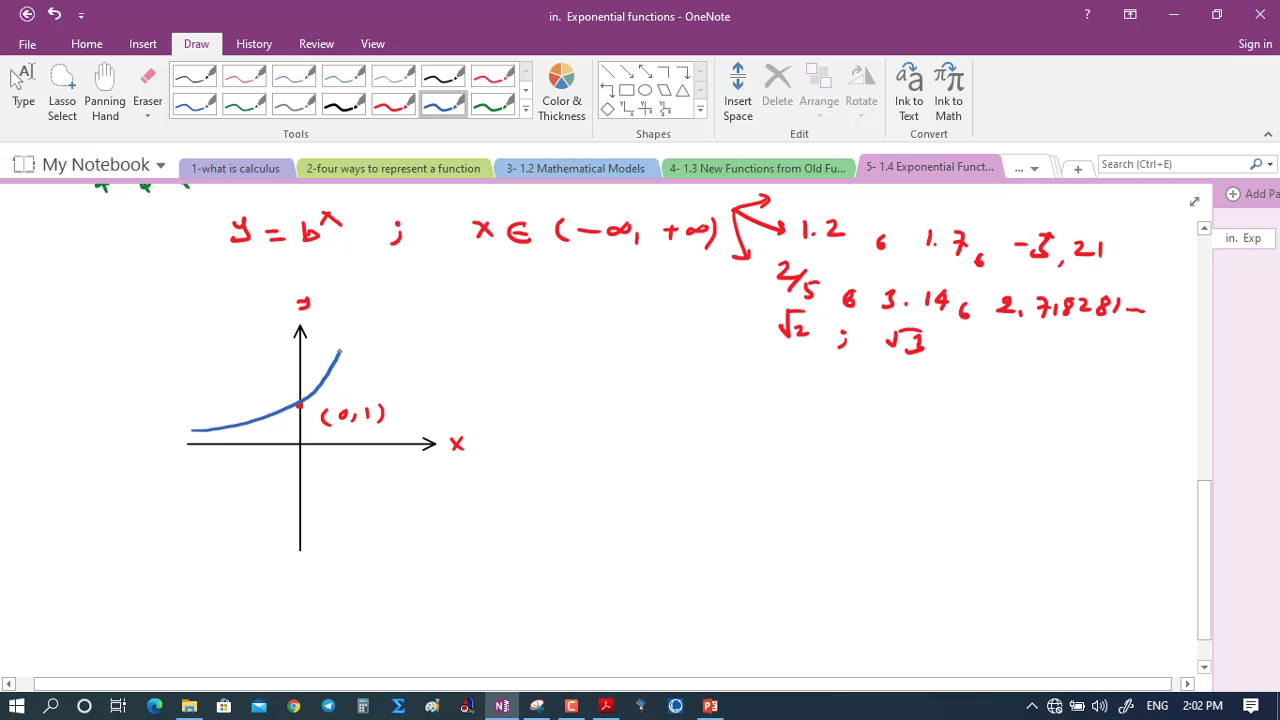 in. Exponential functions - OneNote
File Home Insert Draw History Review View Sign in
Type Lasso Select Panning Hand Eraser Color & Thickness Insert Space Delete Arrange Rotate Ink to Text Ink to Math
Tools Shapes Edit Convert
My Notebook 1-what is calculus 2-four ways to represent a function 3- 1.2 Mathematical Models 4- 1.3 New Functions from Old Fu... 5- 1.4 Exponential Funct... ... Search (Ctrl+E)
Add Pa
in. Exp
y = b^x ; x ∈ (-∞, +∞) 1.2 , 1.7, -5, 21
2/5 , 3.14, 2,718281
√2 ; √3
y
(0,1)
x
2:02 PM